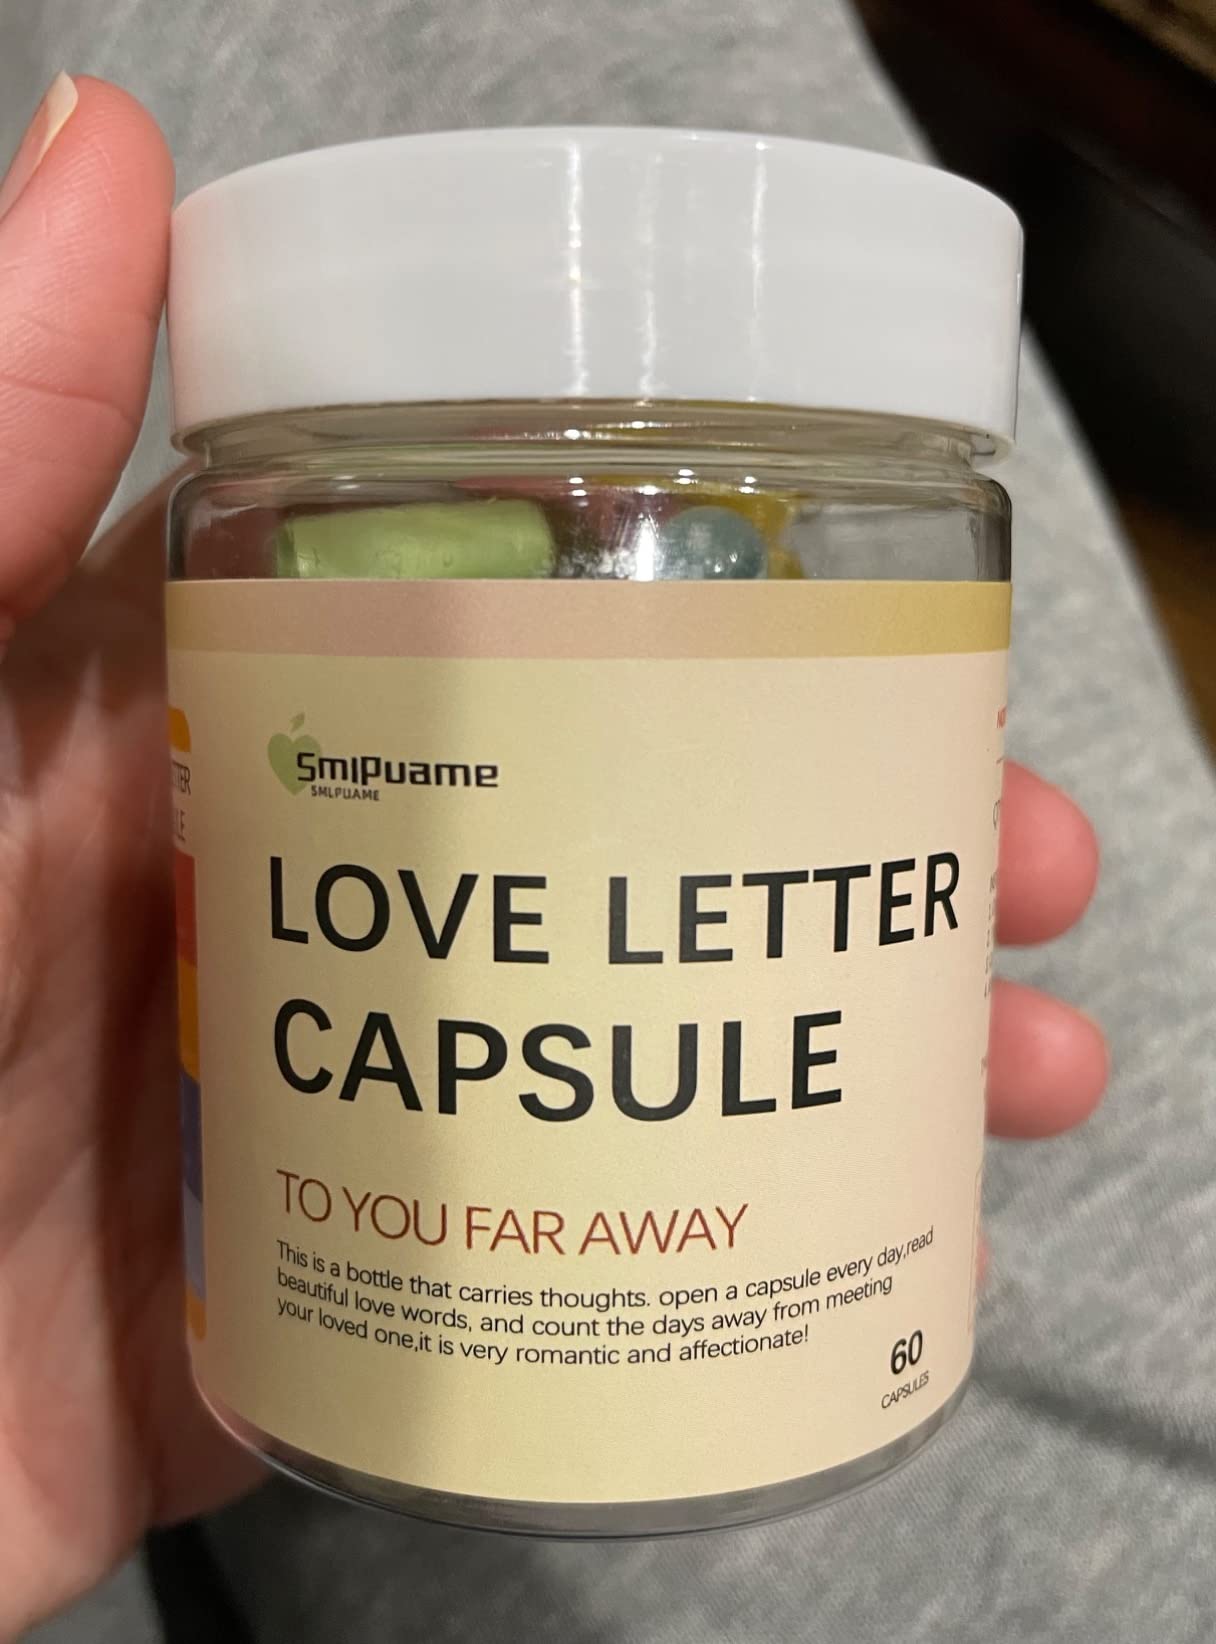 SmlPuame
SMLPUAME
LOVE LETTER
CAPSULE
TO YOU FAR AWAY
This is a bottle that carries thoughts. open a capsule every day,read
beautiful love words, and count the days away from meeting
your loved one,it is very romantic and affectionate!
60
CAPSULES